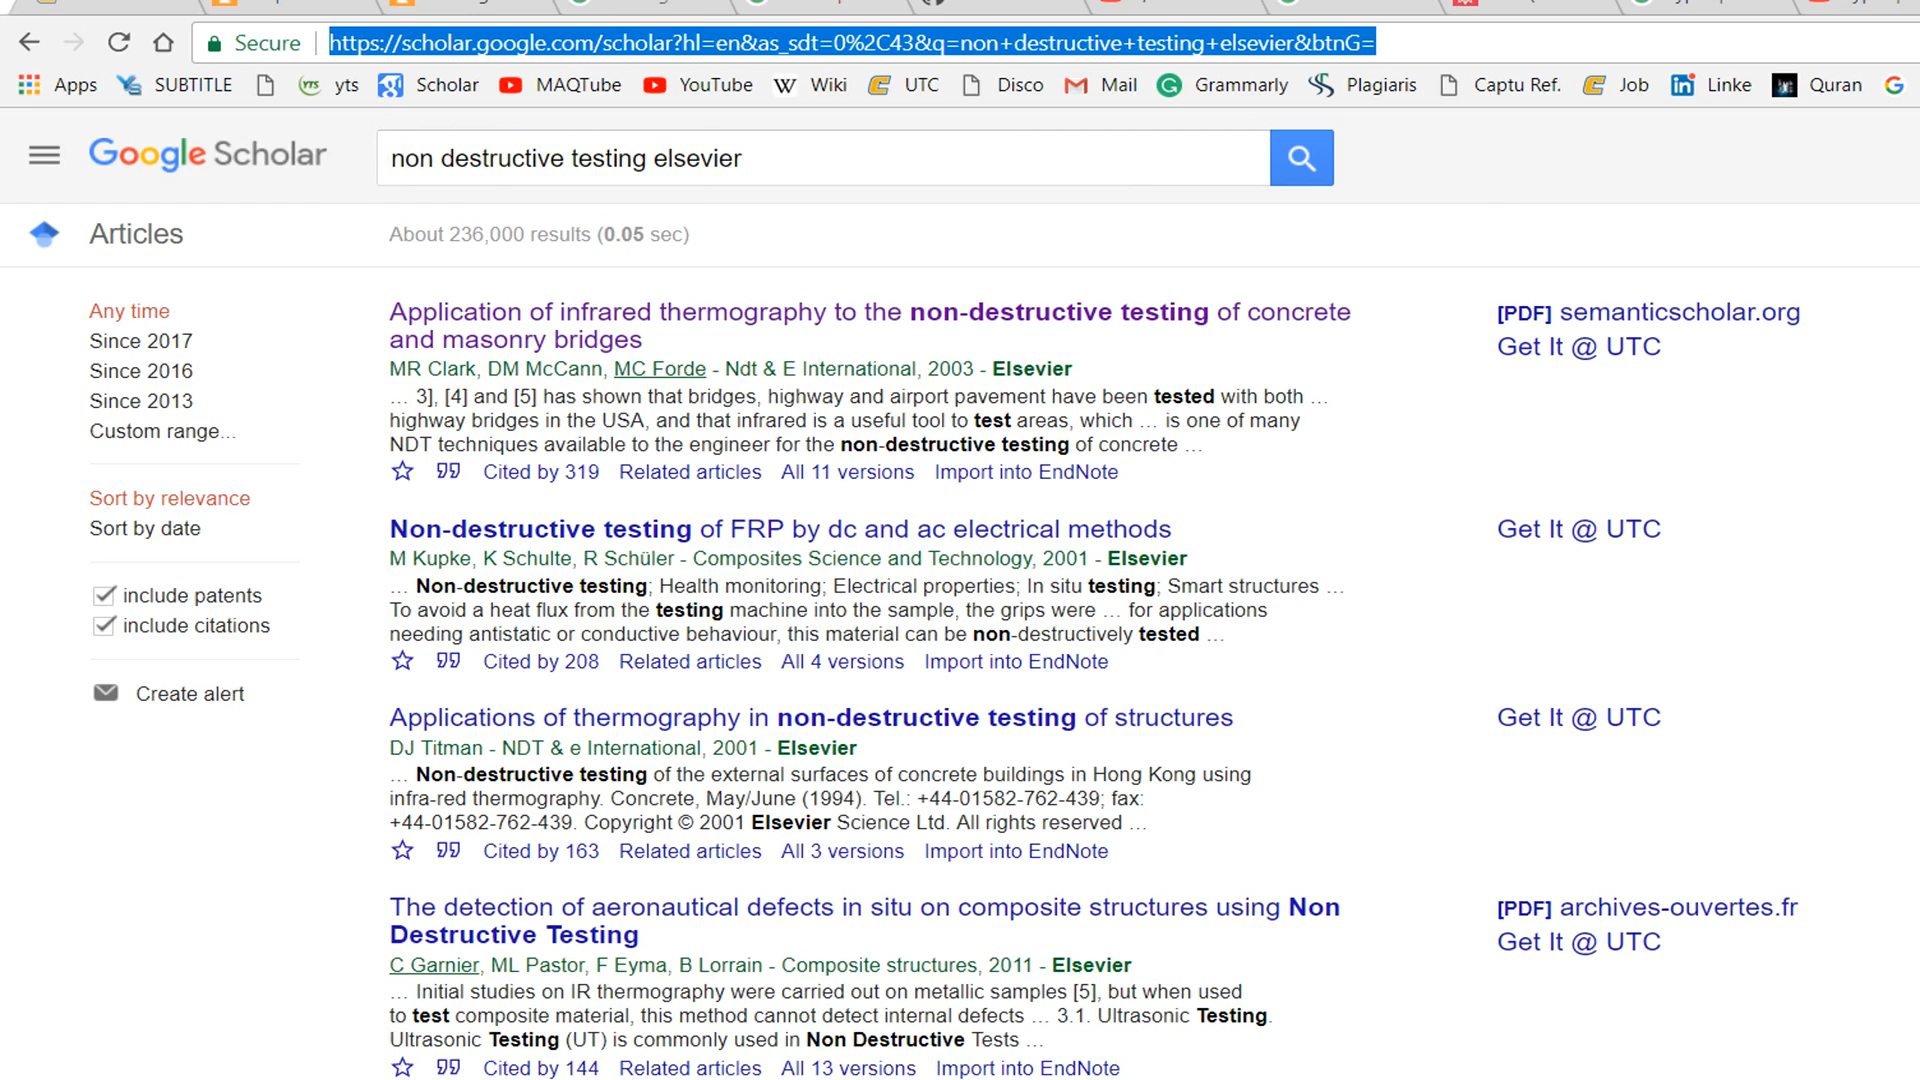 Secure https://scholar.google.com/scholar?hl=en&as_sdt=0%2C43&q=non+destructive+testing+elsevier&btnG=
Apps SUBTITLE yts Scholar MAQTube YouTube Wiki UTC Disco Mail Grammarly Plagiaris Captu Ref. Job Linke Quran
Google Scholar
non destructive testing elsevier
Articles
About 236,000 results (0.05 sec)
Any time
Since 2017
Since 2016
Since 2013
Custom range...
Sort by relevance
Sort by date
include patents
include citations
Create alert
Application of infrared thermography to the non-destructive testing of concrete
and masonry bridges
MR Clark, DM McCann, MC Forde - Ndt & E International, 2003 - Elsevier
... 3], [4] and [5] has shown that bridges, highway and airport pavement have been tested with both ...
highway bridges in the USA, and that infrared is a useful tool to test areas, which ... is one of many
NDT techniques available to the engineer for the non-destructive testing of concrete ...
Cited by 319 Related articles All 11 versions Import into EndNote
[PDF] semanticscholar.org
Get It @ UTC
Non-destructive testing of FRP by dc and ac electrical methods
M Kupke, K Schulte, R Schüler - Composites Science and Technology, 2001 - Elsevier
... Non-destructive testing; Health monitoring; Electrical properties; In situ testing; Smart structures ...
To avoid a heat flux from the testing machine into the sample, the grips were ... for applications
needing antistatic or conductive behaviour, this material can be non-destructively tested ...
Cited by 208 Related articles All 4 versions Import into EndNote
Get It @ UTC
Applications of thermography in non-destructive testing of structures
DJ Titman - NDT & e International, 2001 - Elsevier
... Non-destructive testing of the external surfaces of concrete buildings in Hong Kong using
infra-red thermography. Concrete, May/June (1994). Tel.: +44-01582-762-439; fax:
+44-01582-762-439. Copyright © 2001 Elsevier Science Ltd. All rights reserved ...
Cited by 163 Related articles All 3 versions Import into EndNote
Get It @ UTC
The detection of aeronautical defects in situ on composite structures using Non
Destructive Testing
C Garnier, ML Pastor, F Eyma, B Lorrain - Composite structures, 2011 - Elsevier
... Initial studies on IR thermography were carried out on metallic samples [5], but when used
to test composite material, this method cannot detect internal defects ... 3.1. Ultrasonic Testing.
Ultrasonic Testing (UT) is commonly used in Non Destructive Tests ...
Cited by 144 Related articles All 13 versions Import into EndNote
[PDF] archives-ouvertes.fr
Get It @ UTC